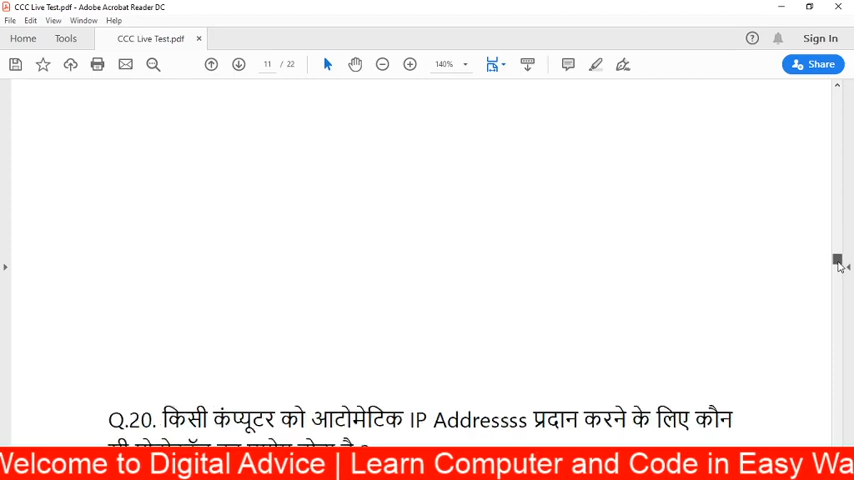 CCC Live Test.pdf - Adobe Acrobat Reader DC
File Edit View Window Help
Home Tools CCC Live Test.pdf × Sign In
11 / 22 140% Share
Q.20. किसी कंप्यूटर को आटोमेटिक IP Addressss प्रदान करने के लिए कौन
सी प्रोटोकॉल का प्रयोग होता है ?
Welcome to Digital Advice | Learn Computer and Code in Easy Wa